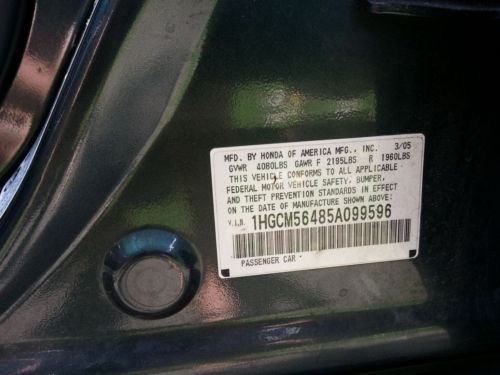 MFD. BY HONDA OF AMERICA MFG., INC. 3/05
GVWR 4080LBS GAWR F 2195LBS R 1960LBS
THIS VEHICLE CONFORMS TO ALL APPLICABLE
FEDERAL MOTOR VEHICLE SAFETY, BUMPER,
AND THEFT PREVENTION STANDARDS IN EFFECT
ON THE DATE OF MANUFACTURE SHOWN ABOVE.
V.I.N. 1HGCM56485A099596
PASSENGER CAR